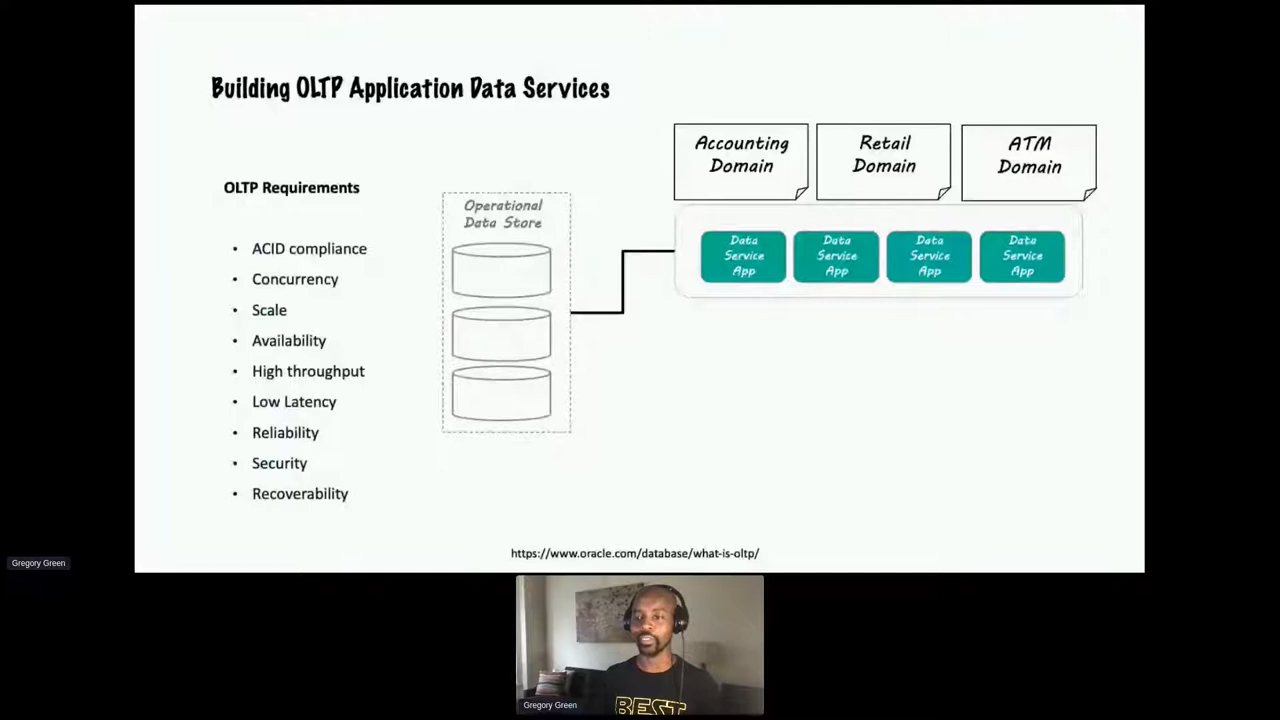 Building OLTP Application Data Services
OLTP Requirements
• ACID compliance
• Concurrency
• Scale
• Availability
• High throughput
• Low Latency
• Reliability
• Security
• Recoverability
Operational
Data Store
Accounting
Domain
Retail
Domain
ATM
Domain
Data
Service
App
Data
Service
App
Data
Service
App
Data
Service
App
https://www.oracle.com/database/what-is-oltp/
Gregory Green
BEST
Gregory Green